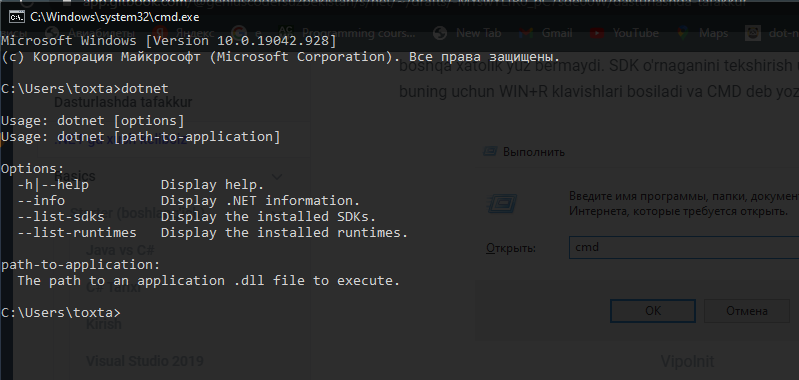 C:\Windows\system32\cmd.exe
Microsoft Windows [Version 10.0.19042.928]
(c) Корпорация Майкрософт (Microsoft Corporation). Все права защищены.
C:\Users\toxta>dotnet
Usage: dotnet [options]
Usage: dotnet [path-to-application]
Options:
-h|--help Display help.
--info Display .NET information.
--list-sdks Display the installed SDKs.
--list-runtimes Display the installed runtimes.
path-to-application:
The path to an application .dll file to execute.
C:\Users\toxta>
Яндекс
Programming cours...
Gmail
YouTube
Maps
dot-n
boshqa xatolik yuz bermaydi. SDK o'rnaganini tekshirish
buning uchun WIN+R klavishlari bosiladi va CMD deb yoz
Dasturlashda tafakkur
Basics
Java vs C#
Kirish
Visual Studio 2019
Выполнить
Введите имя программы, папки, докумен
Интернета, которые требуется открыть.
Открыть:
cmd
OK
Отмена